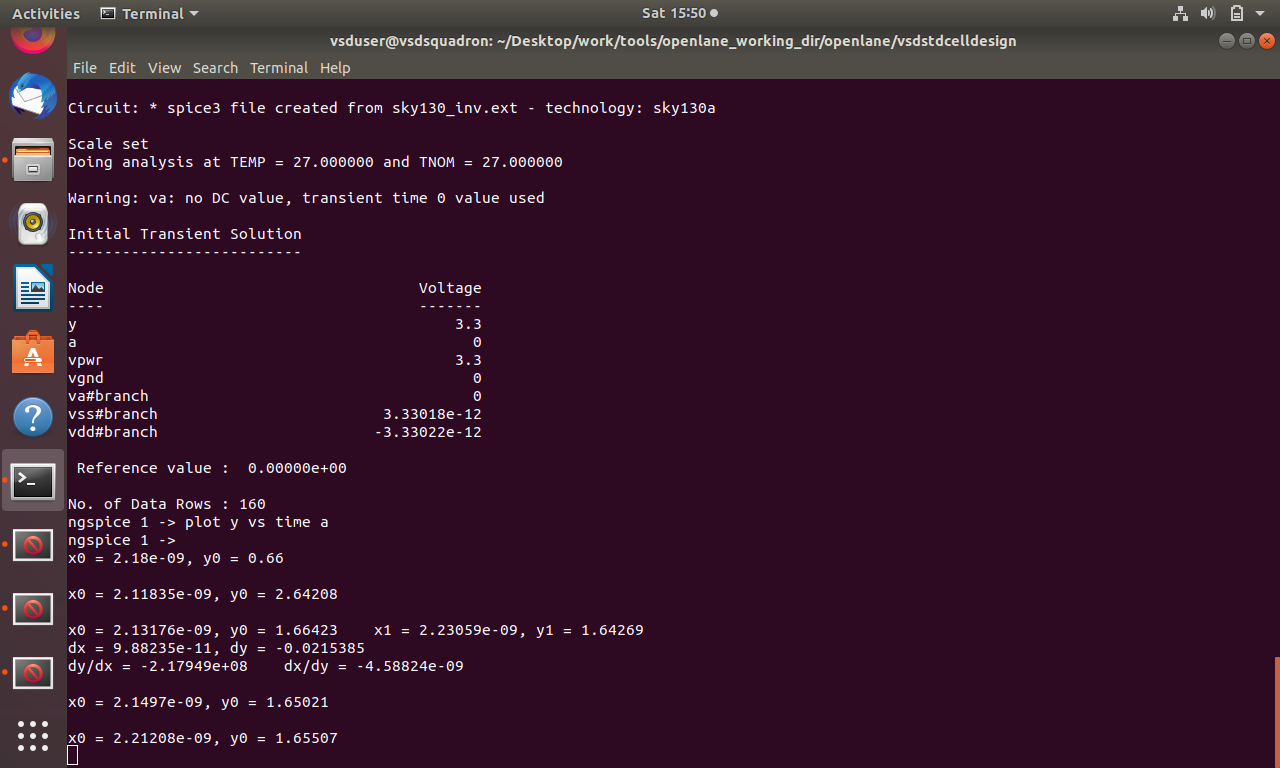 Activities Terminal Sat 15:50
vsduser@vsdsquadron: ~/Desktop/work/tools/openlane_working_dir/openlane/vsdstdcelldesign
File Edit View Search Terminal Help
Circuit: * spice3 file created from sky130_inv.ext - technology: sky130a
Scale set
Doing analysis at TEMP = 27.000000 and TNOM = 27.000000
Warning: va: no DC value, transient time 0 value used
Initial Transient Solution
--------------------------
Node Voltage
---- -------
y 3.3
a 0
vpwr 3.3
vgnd 0
va#branch 0
vss#branch 3.33018e-12
vdd#branch -3.33022e-12
Reference value : 0.00000e+00
No. of Data Rows : 160
ngspice 1 -> plot y vs time a
ngspice 1 ->
x0 = 2.18e-09, y0 = 0.66
x0 = 2.11835e-09, y0 = 2.64208
x0 = 2.13176e-09, y0 = 1.66423 x1 = 2.23059e-09, y1 = 1.64269
dx = 9.88235e-11, dy = -0.0215385
dy/dx = -2.17949e+08 dx/dy = -4.58824e-09
x0 = 2.1497e-09, y0 = 1.65021
x0 = 2.21208e-09, y0 = 1.65507